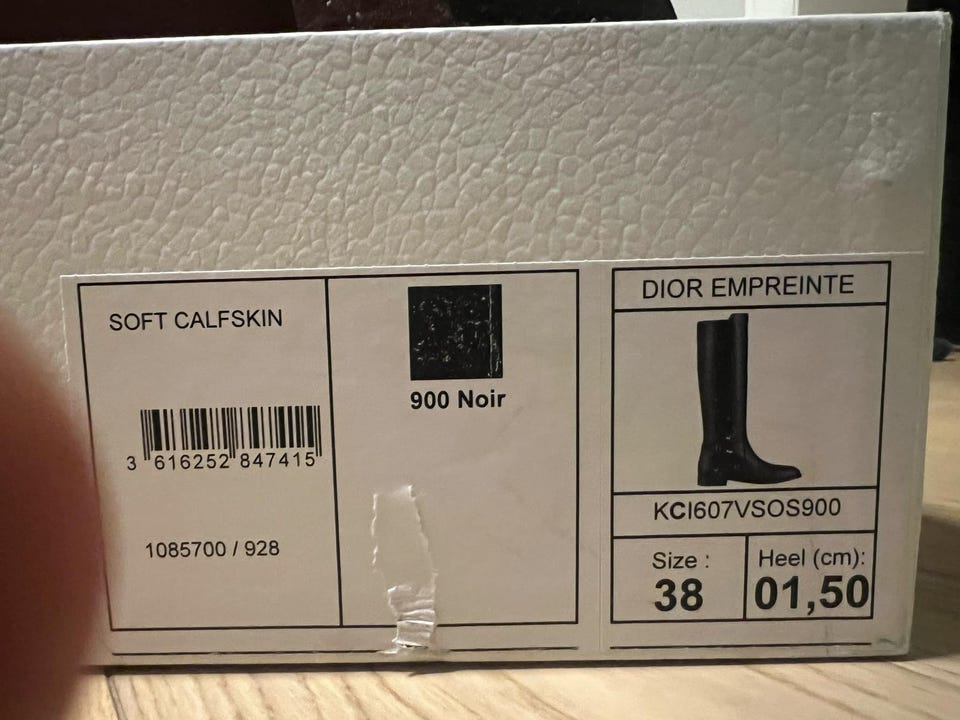 SOFT CALFSKIN
3 616252 847415
1085700 / 928
900 Noir
DIOR EMPREINTE
KCI607VSOS900
Size :
38
Heel (cm):
01,50